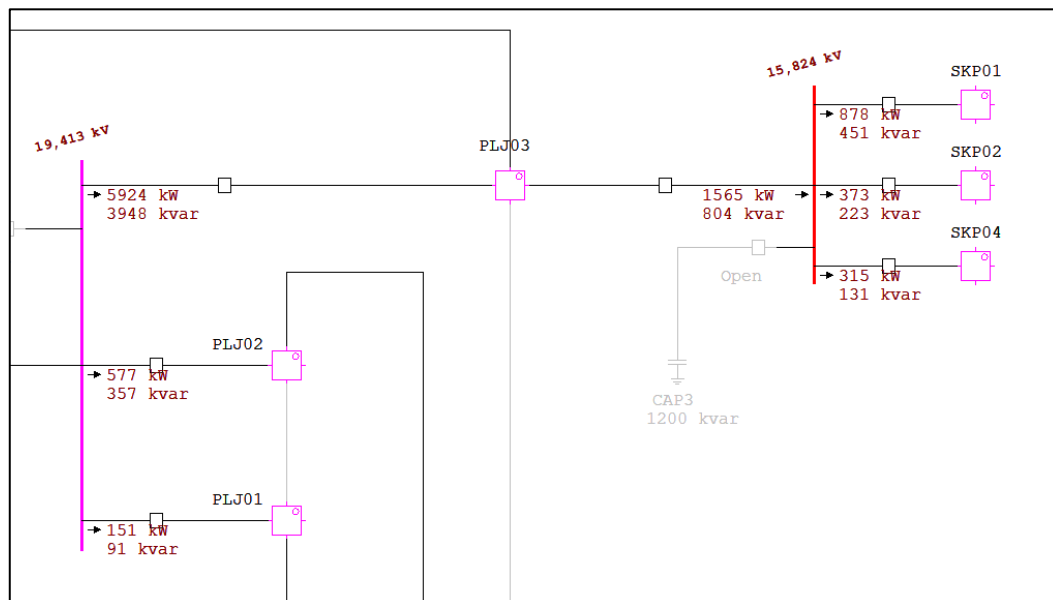 15,824 kV
SKP01
878 kW
451 kvar
19,413 kV
PLJ03
SKP02
5924 kW
3948 kvar
1565 kW
804 kvar
373 kW
223 kvar
SKP04
Open
315 kW
131 kvar
PLJ02
577 kW
357 kvar
CAP3
1200 kvar
PLJ01
151 kW
91 kvar